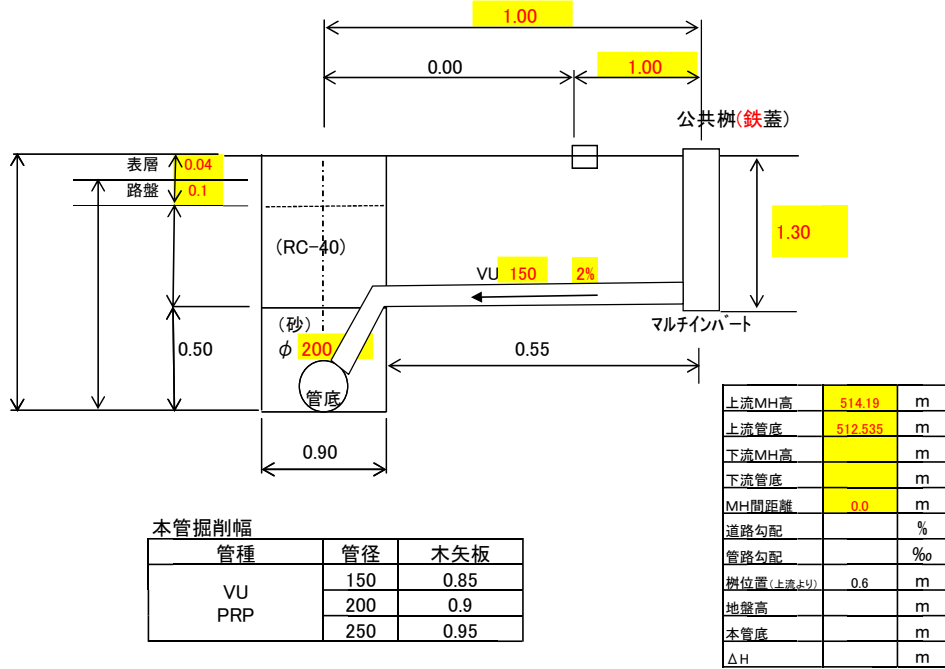 1.00
0.00
1.00
公共桝(鉄蓋)
表層
0.04
路盤
0.1
(RC-40)
1.30
VU 150 2%
マルチインバート
(砂)
φ 200
0.50
0.55
管底
0.90
上流MH高 514.19 m
上流管底 512.535 m
下流MH高 m
下流管底 m
MH間距離 0.0 m
道路勾配 %
管路勾配 ‰
桝位置(上流より) 0.6 m
地盤高 m
本管底 m
ΔH m
本管掘削幅
管種 管径 木矢板
VU
PRP
150 0.85
200 0.9
250 0.95